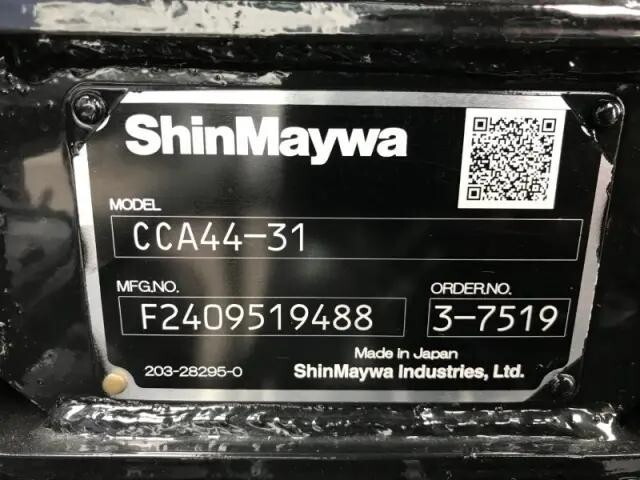 ShinMaywa
MODEL
CCA44-31
MFG.NO. ORDER.NO.
F2409519488 3-7519
Made in Japan
203-28295-0 ShinMaywa Industries, Ltd.